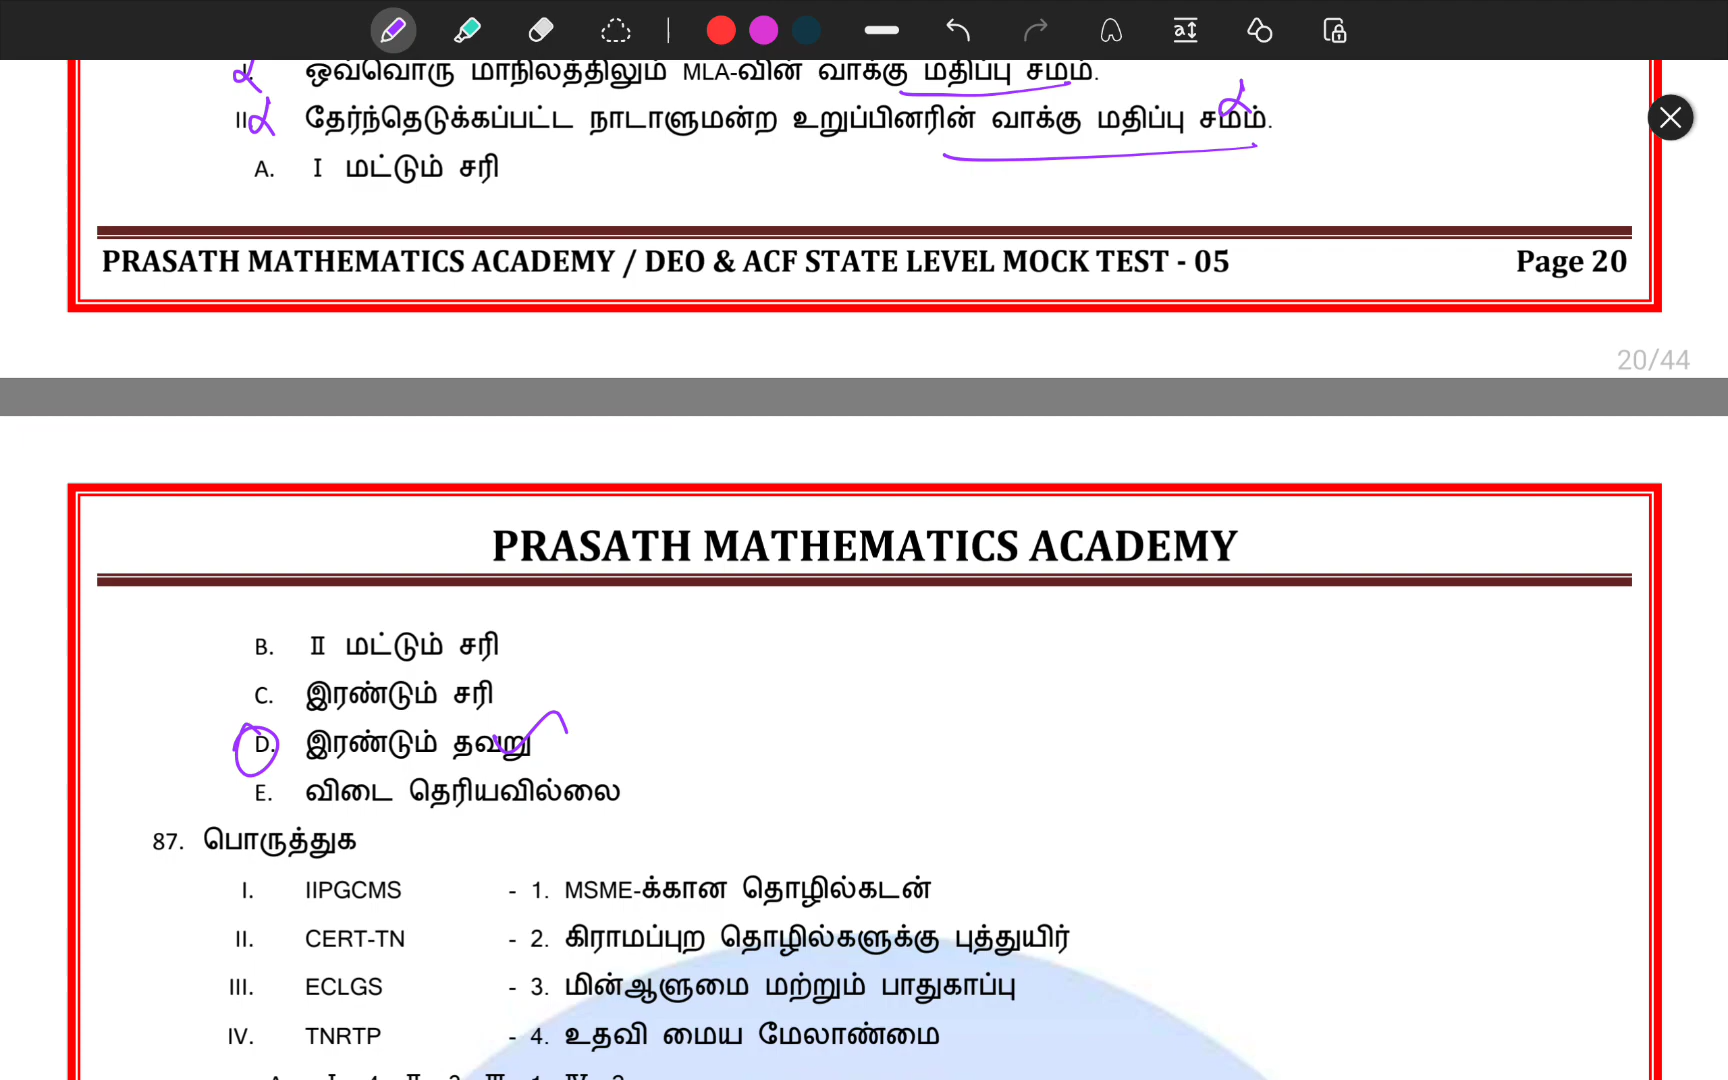 I. ஒவ்வொரு மாநிலத்திலும் MLA-வின் வாக்கு மதிப்பு சமம்.
II. தேர்ந்தெடுக்கப்பட்ட நாடாளுமன்ற உறுப்பினரின் வாக்கு மதிப்பு சமம்.
A. I மட்டும் சரி
PRASATH MATHEMATICS ACADEMY / DEO & ACF STATE LEVEL MOCK TEST - 05 Page 20
20/44
PRASATH MATHEMATICS ACADEMY
B. II மட்டும் சரி
C. இரண்டும் சரி
D. இரண்டும் தவறு
E. விடை தெரியவில்லை
87. பொருத்துக
I. IIPGCMS - 1. MSME-க்கான தொழில்கடன்
II. CERT-TN - 2. கிராமப்புற தொழில்களுக்கு புத்துயிர்
III. ECLGS - 3. மின்ஆளுமை மற்றும் பாதுகாப்பு
IV. TNRTP - 4. உதவி மைய மேலாண்மை